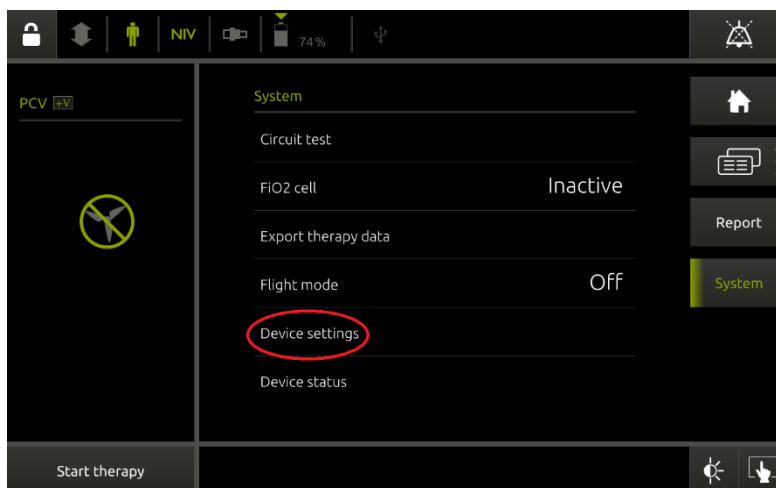 NIV
74%
PCV +V
System
Circuit test
FiO2 cell Inactive
Export therapy data
Flight mode Off
Device settings
Device status
Report
System
Start therapy